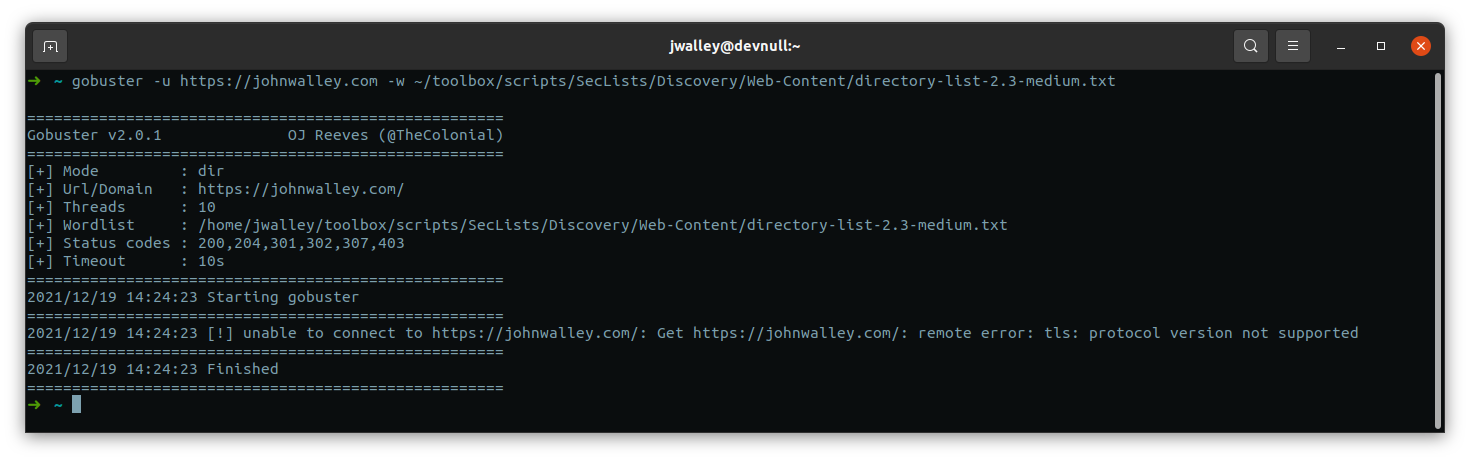 jwalley@devnull:~
➜ ~ gobuster -u https://johnwalley.com -w ~/toolbox/scripts/SecLists/Discovery/Web-Content/directory-list-2.3-medium.txt
=====================================================
Gobuster v2.0.1              OJ Reeves (@TheColonial)
=====================================================
[+] Mode         : dir
[+] Url/Domain   : https://johnwalley.com/
[+] Threads      : 10
[+] Wordlist     : /home/jwalley/toolbox/scripts/SecLists/Discovery/Web-Content/directory-list-2.3-medium.txt
[+] Status codes : 200,204,301,302,307,403
[+] Timeout      : 10s
=====================================================
2021/12/19 14:24:23 Starting gobuster
=====================================================
2021/12/19 14:24:23 [!] unable to connect to https://johnwalley.com/: Get https://johnwalley.com/: remote error: tls: protocol version not supported
=====================================================
2021/12/19 14:24:23 Finished
=====================================================
➜ ~